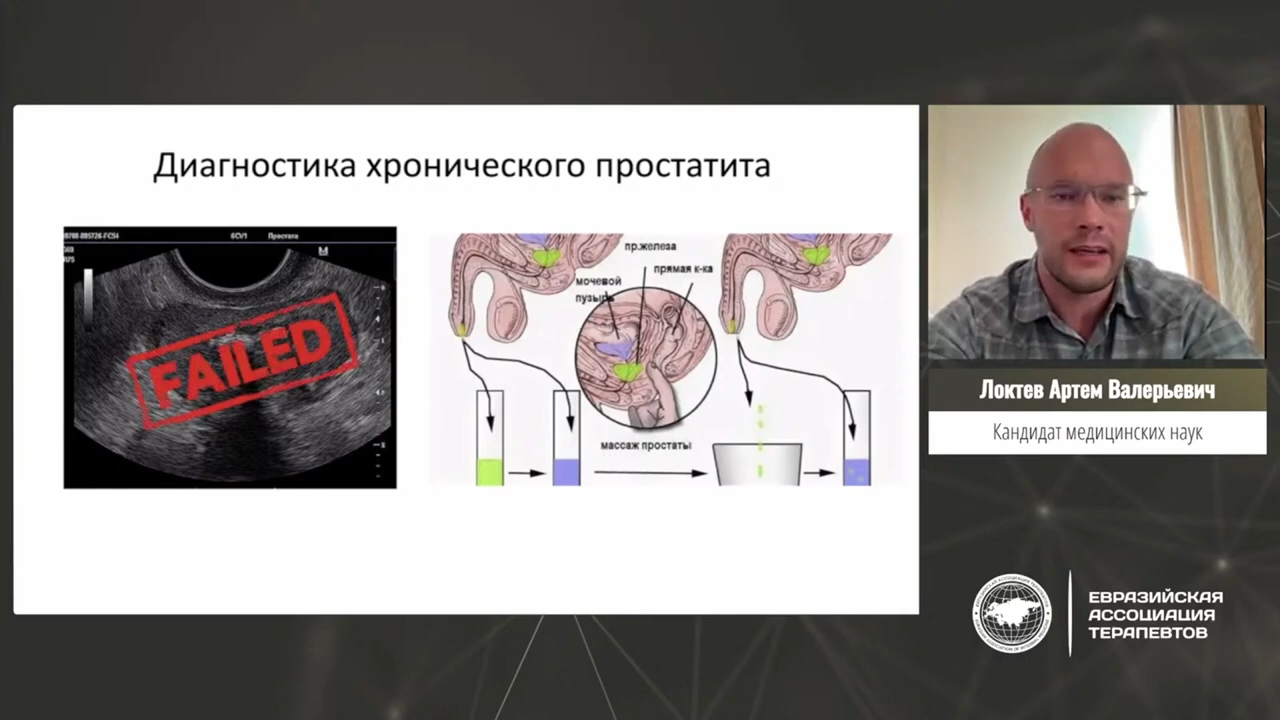 Диагностика хронического простатита
6CV1
Простата
M
FAILED
пр.железа
прямая к-ка
мочевой
пузырь
массаж простаты
Локтев Артем Валерьевич
Кандидат медицинских наук
ЕВРАЗИЙСКАЯ
АССОЦИАЦИЯ
ТЕРАПЕВТОВ